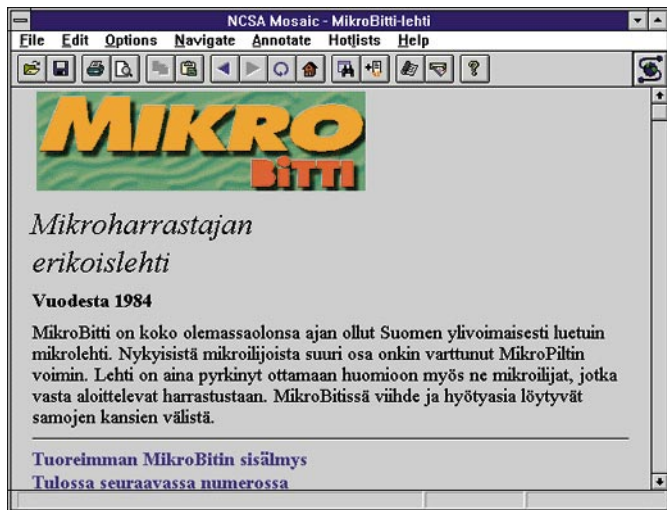 NCSA Mosaic - MikroBitti-lehti
File Edit Options Navigate Annotate Hotlists Help
MIKRO
BiTTI
Mikroharrastajan
erikoislehti
Vuodesta 1984
MikroBitti on koko olemassaolonsa ajan ollut Suomen ylivoimaisesti luetuin
mikrolehti. Nykyisistä mikroilijoista suuri osa onkin varttunut MikroPiltin
voimin. Lehti on aina pyrkinyt ottamaan huomioon myös ne mikroilijat, jotka
vasta aloittelevat harrastustaan. MikroBitissä viihde ja hyötyasia löytyvät
samojen kansien välistä.
Tuoreimman MikroBitin sisälmys
Tulossa seuraavassa numerossa